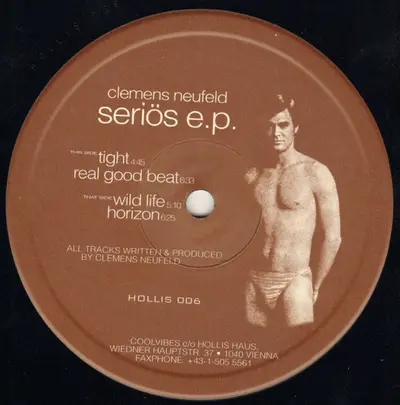 clemens neufeld
seriös e.p.
THIS SIDE tight 4:45
real good beat 6:33
THAT SIDE wild life 5:10
horizon 6:25
ALL TRACKS WRITTEN & PRODUCED
BY CLEMENS NEUFELD
HOLLIS 006
COOLVIBES c/o HOLLIS HAUS,
WIEDNER HAUPTSTR. 37 • 1040 VIENNA
FAXPHONE: +43-1-505 5561